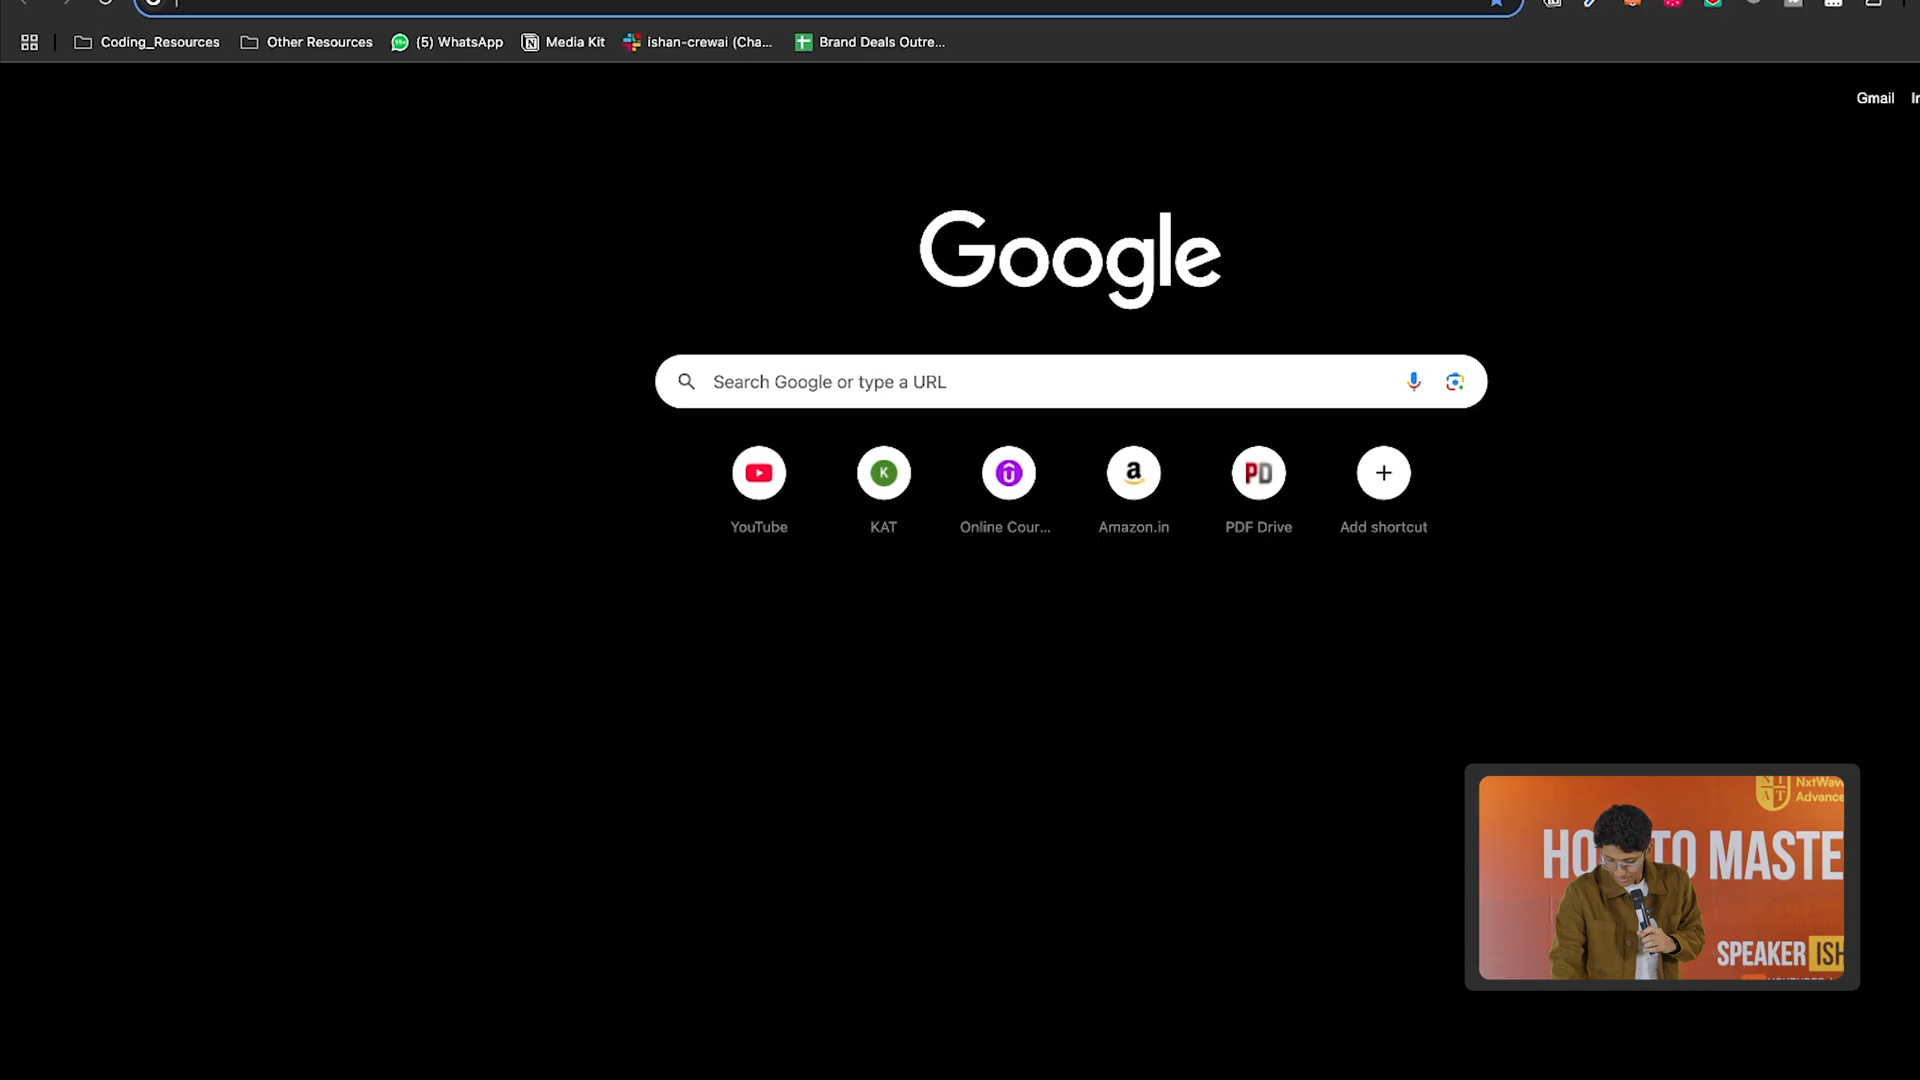 Coding_Resources Other Resources (5) WhatsApp Media Kit ishan-crewai (Cha... Brand Deals Outre...
Gmail
Google
Search Google or type a URL
K
a
PD
YouTube KAT Online Cour... Amazon.in PDF Drive Add shortcut
Advance
HO TO MASTE
SPEAKER ISH